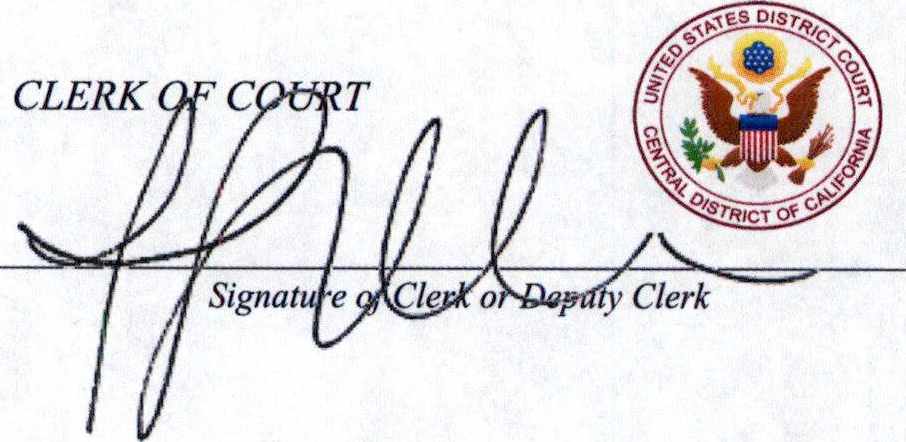 CLERK OF COURT
UNITED STATES DISTRICT COURT
CENTRAL DISTRICT OF CALIFORNIA
Signature of Clerk or Deputy Clerk